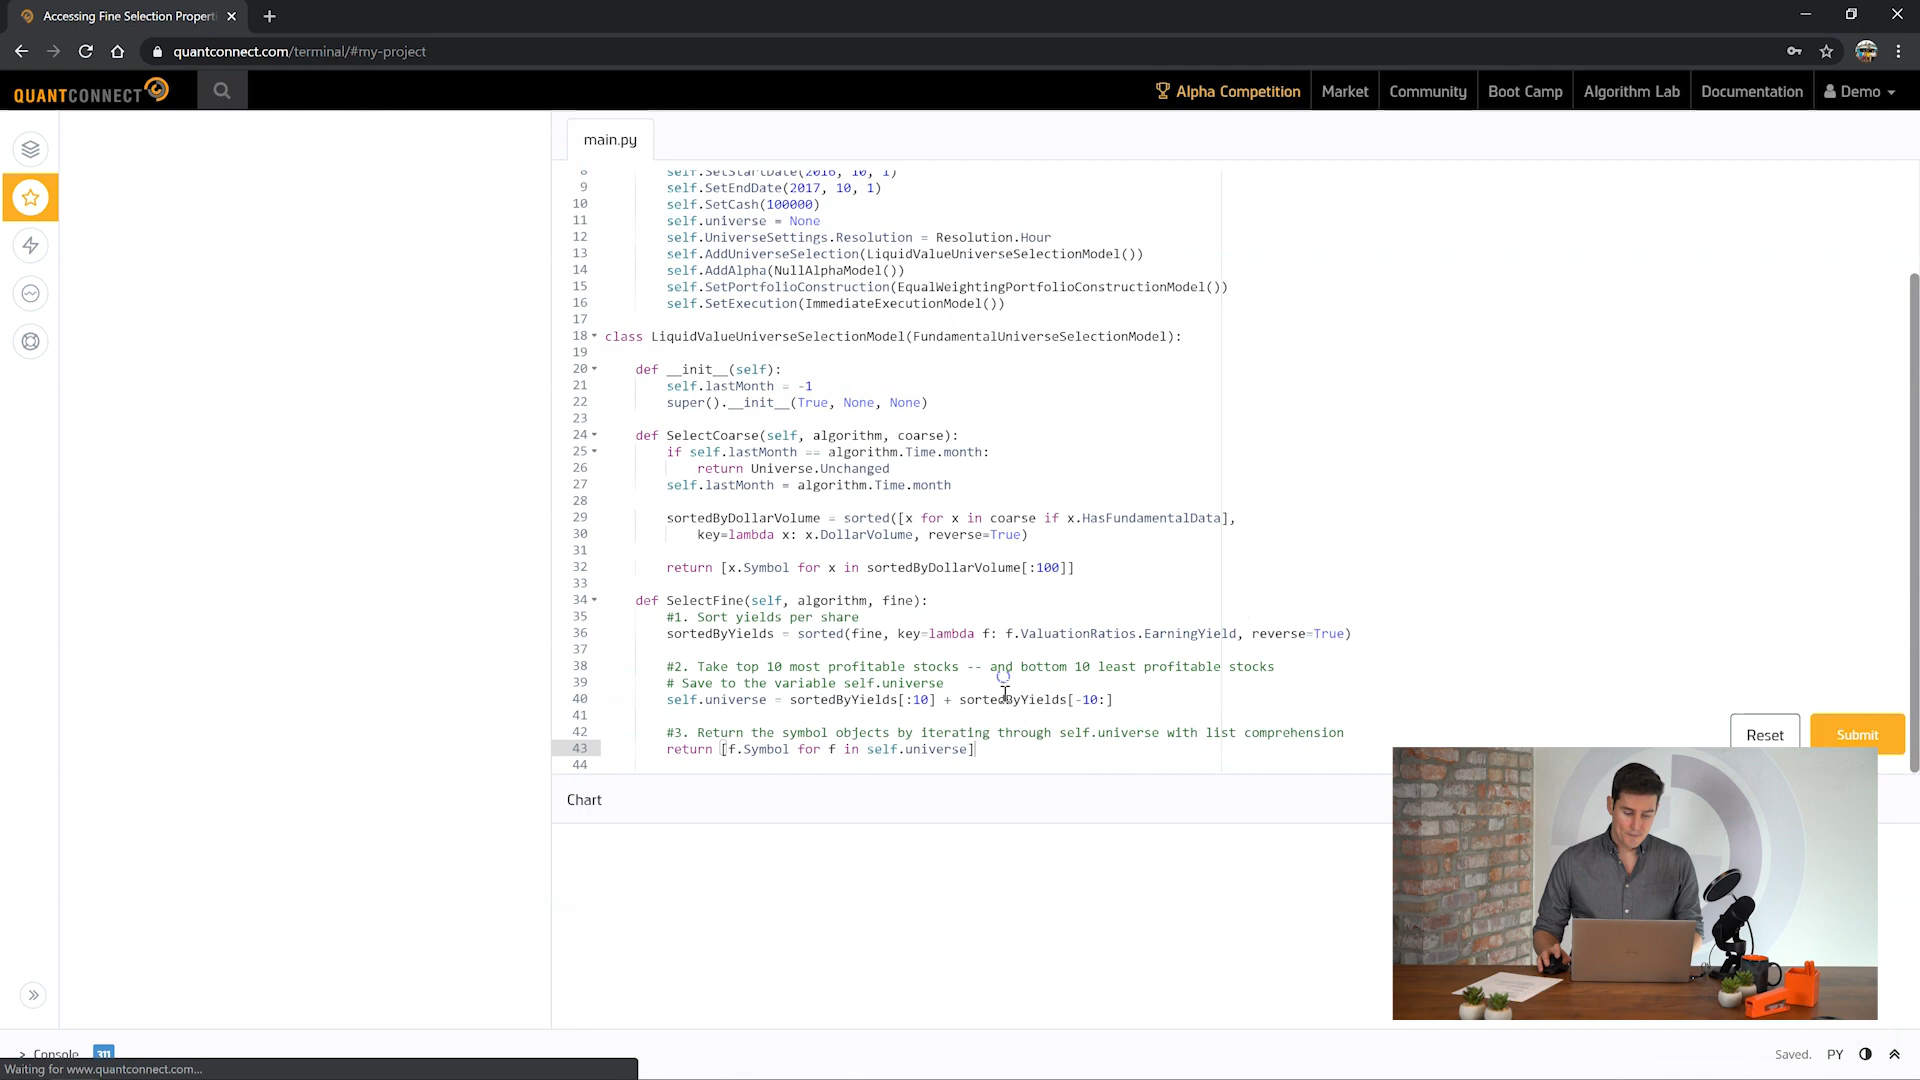 Accessing Fine Selection Propert
quantconnect.com/terminal/#my-project
QUANTCONNECT
Alpha Competition
Market
Community
Boot Camp
Algorithm Lab
Documentation
Demo
main.py
8 self.SetStartDate(2016, 10, 1)
9 self.SetEndDate(2017, 10, 1)
10 self.SetCash(100000)
11 self.universe = None
12 self.UniverseSettings.Resolution = Resolution.Hour
13 self.AddUniverseSelection(LiquidValueUniverseSelectionModel())
14 self.AddAlpha(NullAlphaModel())
15 self.SetPortfolioConstruction(EqualWeightingPortfolioConstructionModel())
16 self.SetExecution(ImmediateExecutionModel())
17
18 class LiquidValueUniverseSelectionModel(FundamentalUniverseSelectionModel):
19
20 def __init__(self):
21 self.lastMonth = -1
22 super().__init__(True, None, None)
23
24 def SelectCoarse(self, algorithm, coarse):
25 if self.lastMonth == algorithm.Time.month:
26 return Universe.Unchanged
27 self.lastMonth = algorithm.Time.month
28
29 sortedByDollarVolume = sorted([x for x in coarse if x.HasFundamentalData],
30 key=lambda x: x.DollarVolume, reverse=True)
31
32 return [x.Symbol for x in sortedByDollarVolume[:100]]
33
34 def SelectFine(self, algorithm, fine):
35 #1. Sort yields per share
36 sortedByYields = sorted(fine, key=lambda f: f.ValuationRatios.EarningYield, reverse=True)
37
38 #2. Take top 10 most profitable stocks -- and bottom 10 least profitable stocks
39 # Save to the variable self.universe
40 self.universe = sortedByYields[:10] + sortedByYields[-10:]
41
42 #3. Return the symbol objects by iterating through self.universe with list comprehension
43 return [f.Symbol for f in self.universe]
44
Reset
Submit
Chart
> Console 311
Saved. PY
Waiting for www.quantconnect.com...